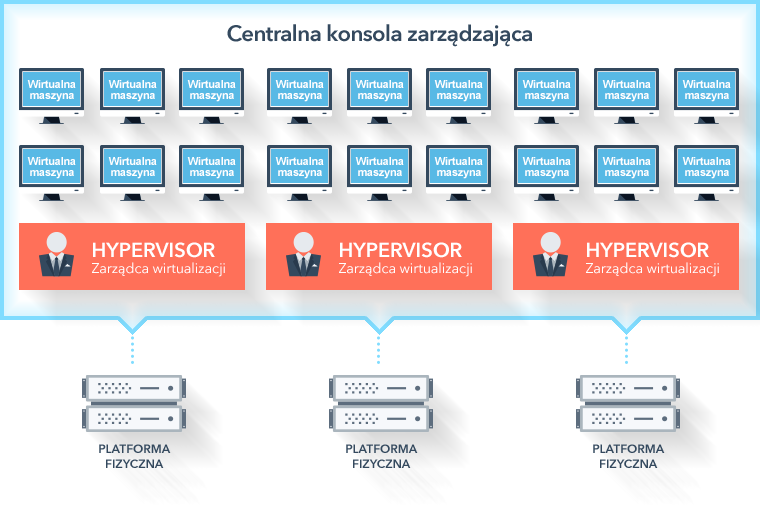 Centralna konsola zarządzająca
Wirtualna
maszyna
Wirtualna
maszyna
Wirtualna
maszyna
Wirtualna
maszyna
Wirtualna
maszyna
Wirtualna
maszyna
Wirtualna
maszyna
Wirtualna
maszyna
Wirtualna
maszyna
Wirtualna
maszyna
Wirtualna
maszyna
Wirtualna
maszyna
Wirtualna
maszyna
Wirtualna
maszyna
Wirtualna
maszyna
Wirtualna
maszyna
Wirtualna
maszyna
Wirtualna
maszyna
HYPERVISOR
Zarządca wirtualizacji
HYPERVISOR
Zarządca wirtualizacji
HYPERVISOR
Zarządca wirtualizacji
PLATFORMA
FIZYCZNA
PLATFORMA
FIZYCZNA
PLATFORMA
FIZYCZNA